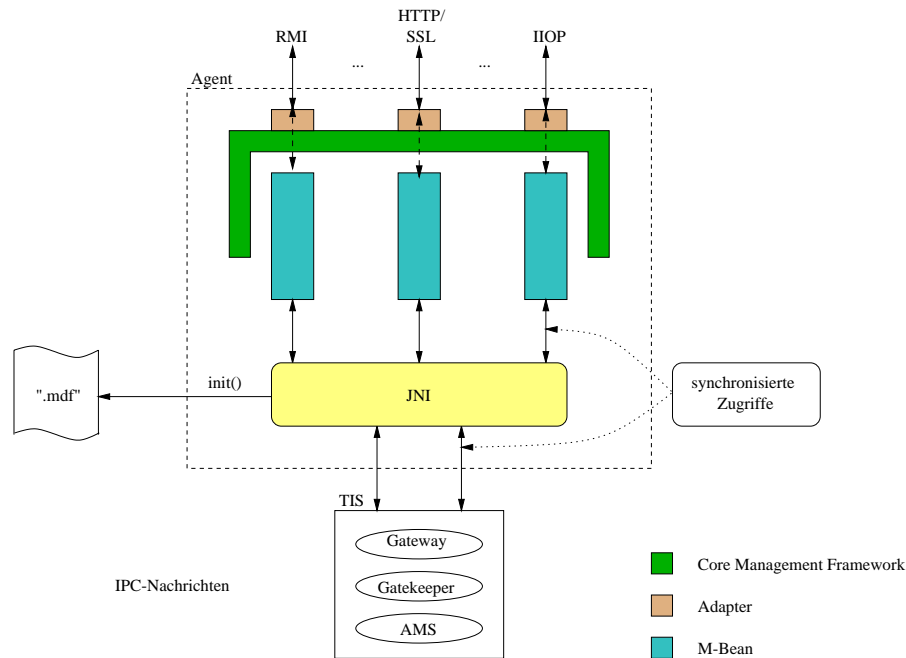 HTTP/
RMI
SSL
IIOP
...
...
Agent
synchronisierte
Zugriffe
init()
".mdf"
JNI
TIS
Gateway
Gatekeeper
AMS
IPC-Nachrichten
Core Management Framework
Adapter
M-Bean